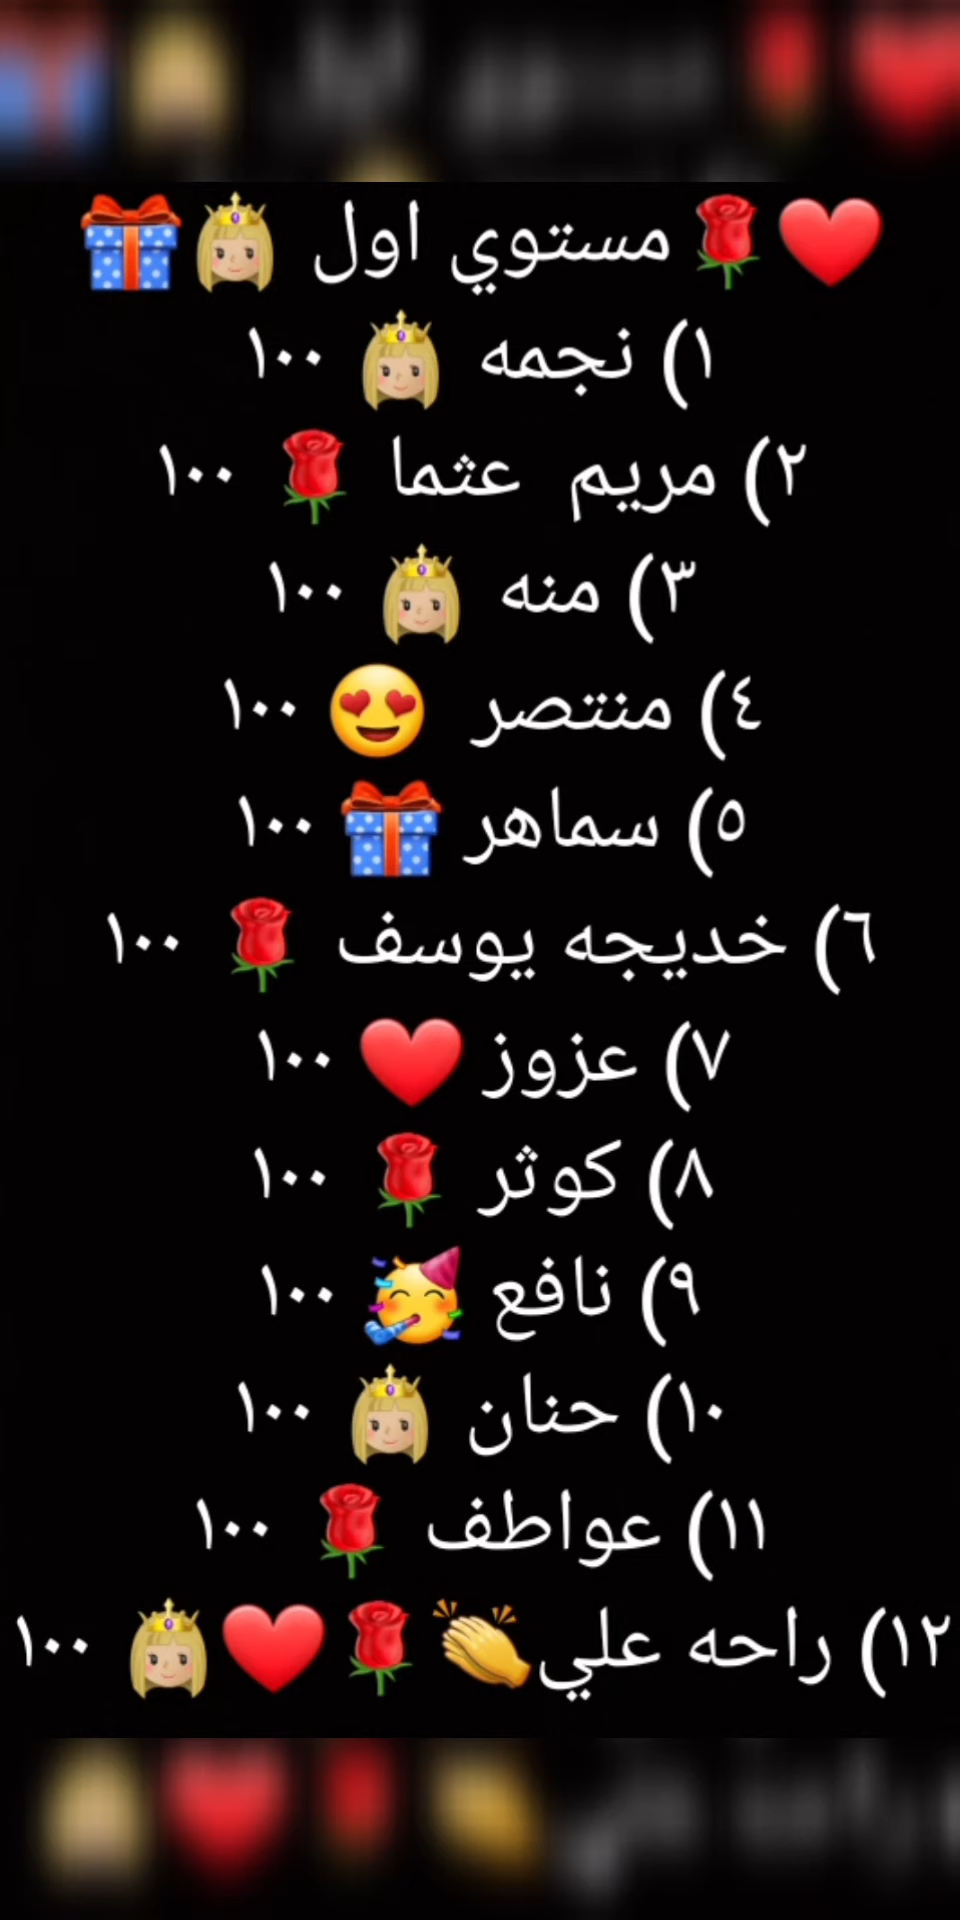 ❤️🌹مستوي اول 👸🏼🎁
١) نجمه 👸🏼 ١٠٠
٢) مريم عثما 🌹 ١٠٠
٣) منه 👸🏼 ١٠٠
٤) منتصر 😍 ١٠٠
٥) سماهر 🎁 ١٠٠
٦) خديجه يوسف 🌹 ١٠٠
٧) عزوز ❤️ ١٠٠
٨) كوثر 🌹 ١٠٠
٩) نافع 🥳 ١٠٠
١٠) حنان 👸🏼 ١٠٠
١١) عواطف 🌹 ١٠٠
١٢) راحه علي👏🌹❤️👸🏼 ١٠٠